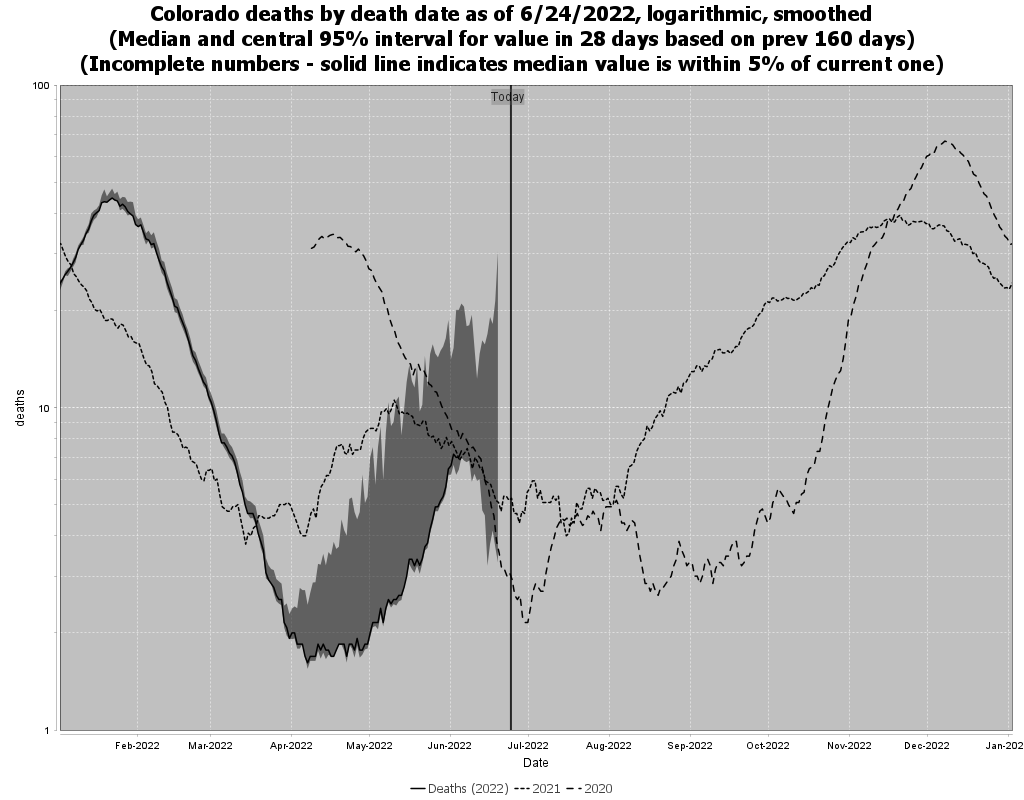 Colorado deaths by death date as of 6/24/2022, logarithmic, smoothed
(Median and central 95% interval for value in 28 days based on prev 160 days)
(Incomplete numbers - solid line indicates median value is within 5% of current one)
100
Today
10
deaths
1
Feb-2022 Mar-2022 Apr-2022 May-2022 Jun-2022 Jul-2022 Aug-2022 Sep-2022 Oct-2022 Nov-2022 Dec-2022 Jan-202
Date
Deaths (2022) 2021 2020